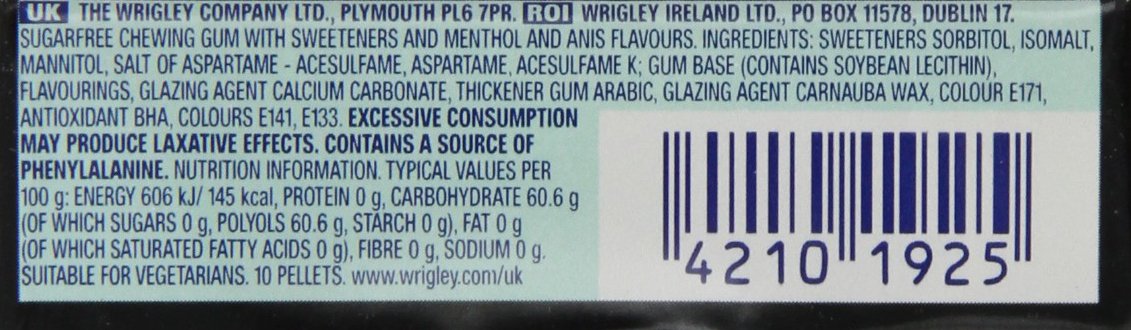 UK THE WRIGLEY COMPANY LTD., PLYMOUTH PL6 7PR. ROI WRIGLEY IRELAND LTD., PO BOX 11578, DUBLIN 17.
SUGARFREE CHEWING GUM WITH SWEETENERS AND MENTHOL AND ANIS FLAVOURS. INGREDIENTS: SWEETENERS SORBITOL, ISOMALT,
MANNITOL, SALT OF ASPARTAME - ACESULFAME, ASPARTAME, ACESULFAME K; GUM BASE (CONTAINS SOYBEAN LECITHIN),
FLAVOURINGS, GLAZING AGENT CALCIUM CARBONATE, THICKENER GUM ARABIC, GLAZING AGENT CARNAUBA WAX, COLOUR E171,
ANTIOXIDANT BHA, COLOURS E141, E133. EXCESSIVE CONSUMPTION
MAY PRODUCE LAXATIVE EFFECTS. CONTAINS A SOURCE OF
PHENYLALANINE. NUTRITION INFORMATION. TYPICAL VALUES PER
100 g: ENERGY 606 kJ/ 145 kcal, PROTEIN 0 g, CARBOHYDRATE 60.6 g
(OF WHICH SUGARS 0 g, POLYOLS 60.6 g, STARCH 0 g), FAT 0 g
(OF WHICH SATURATED FATTY ACIDS 0 g), FIBRE 0 g, SODIUM 0 g.
SUITABLE FOR VEGETARIANS. 10 PELLETS. www.wrigley.com/uk
4210 1925